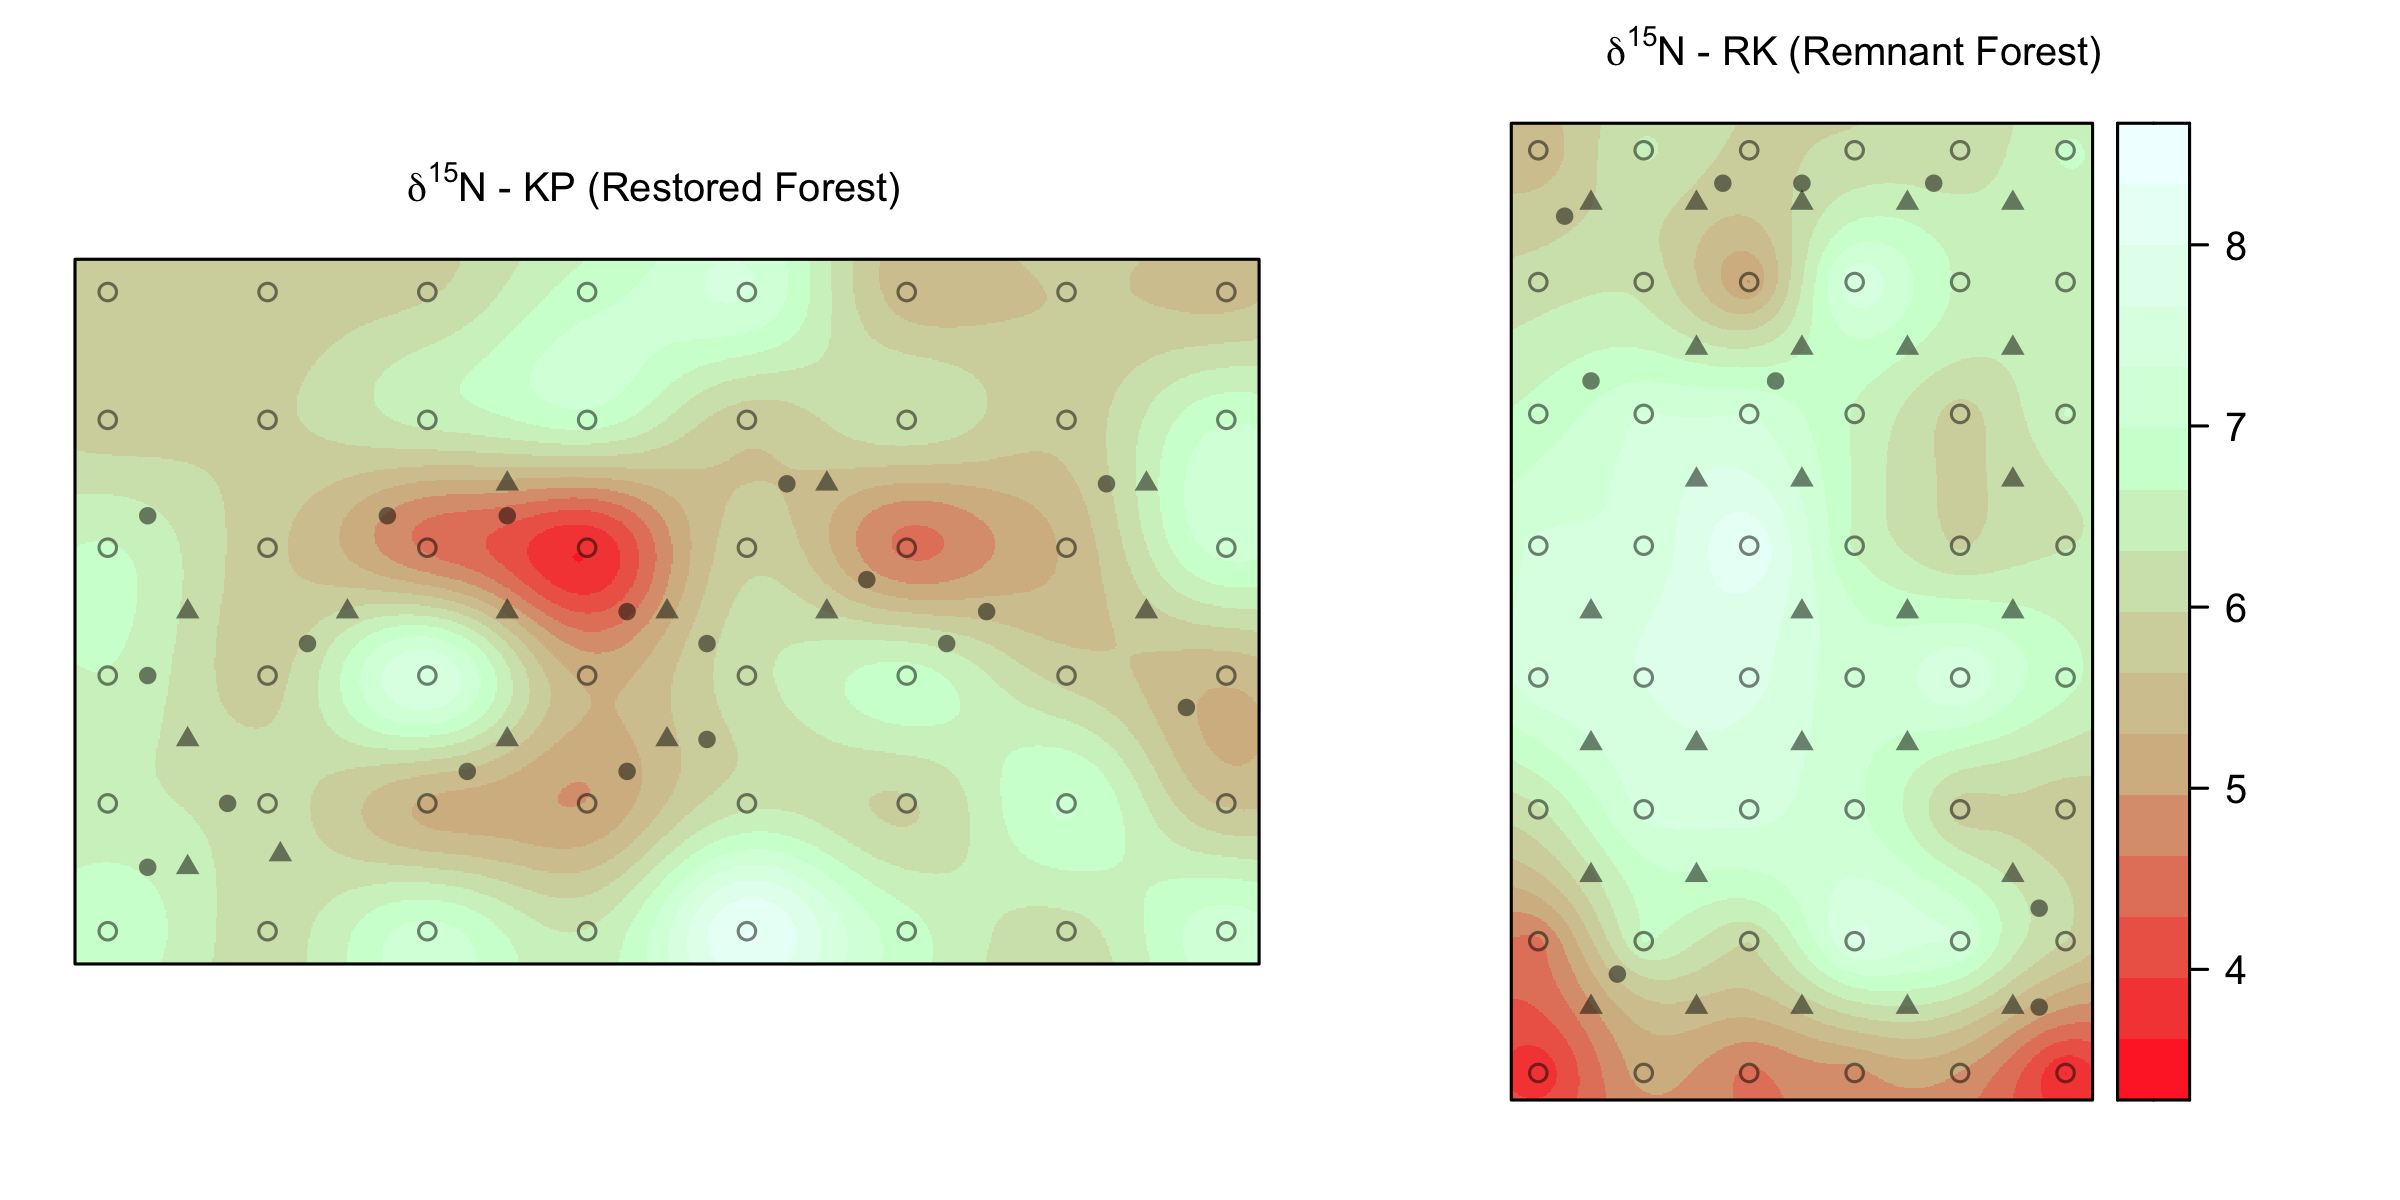 δ15N - KP (Restored Forest)
δ15N - RK (Remnant Forest)
8
7
6
5
4